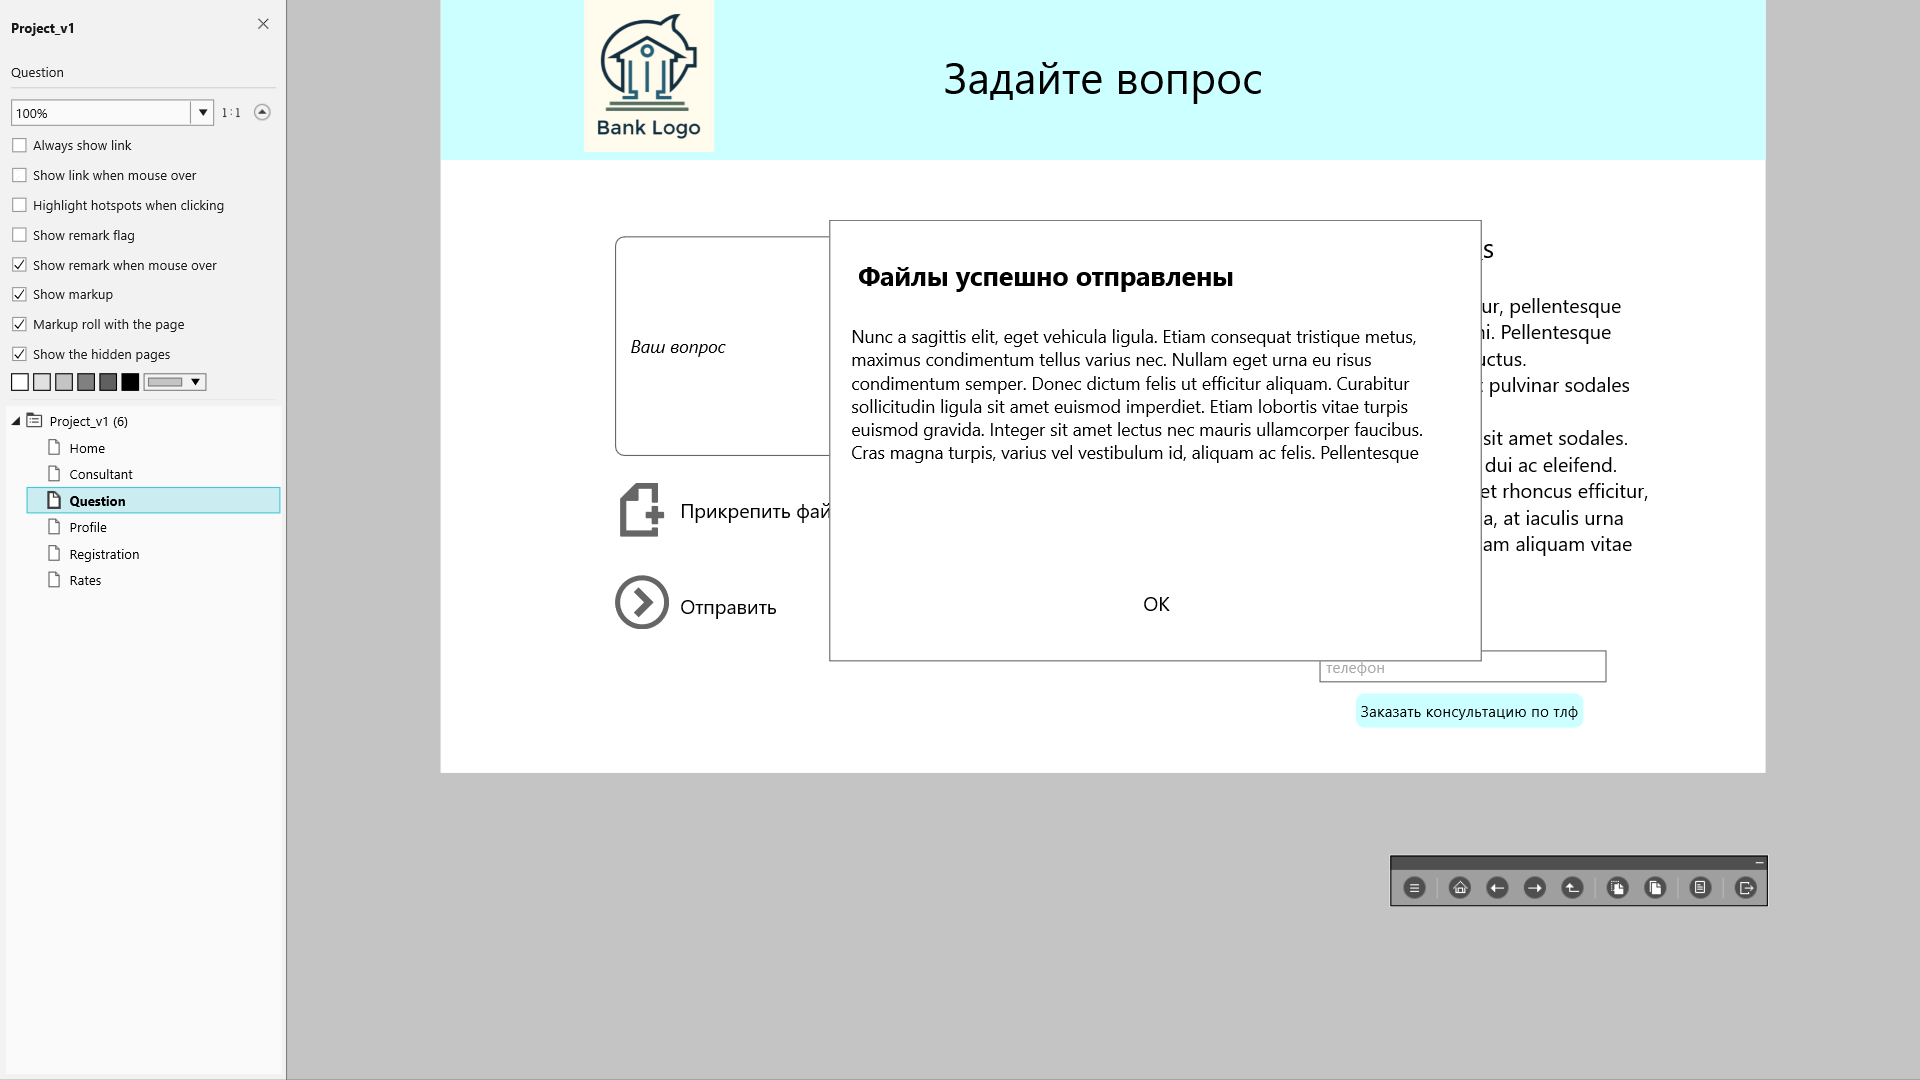 Project_v1
Question
100%
1:1
Always show link
Show link when mouse over
Highlight hotspots when clicking
Show remark flag
Show remark when mouse over
Show markup
Markup roll with the page
Show the hidden pages
Project_v1 (6)
Home
Consultant
Question
Profile
Registration
Rates
Bank Logo
Задайте вопрос
Ваш вопрос
Прикрепить фай
Отправить
Файлы успешно отправлены
Nunc a sagittis elit, eget vehicula ligula. Etiam consequat tristique metus,
maximus condimentum tellus varius nec. Nullam eget urna eu risus
condimentum semper. Donec dictum felis ut efficitur aliquam. Curabitur
sollicitudin ligula sit amet euismod imperdiet. Etiam lobortis vitae turpis
euismod gravida. Integer sit amet lectus nec mauris ullamcorper faucibus.
Cras magna turpis, varius vel vestibulum id, aliquam ac felis. Pellentesque
OK
s
ur, pellentesque
i. Pellentesque
uctus.
pulvinar sodales
sit amet sodales.
dui ac eleifend.
et rhoncus efficitur,
a, at iaculis urna
am aliquam vitae
телефон
Заказать консультацию по тлф